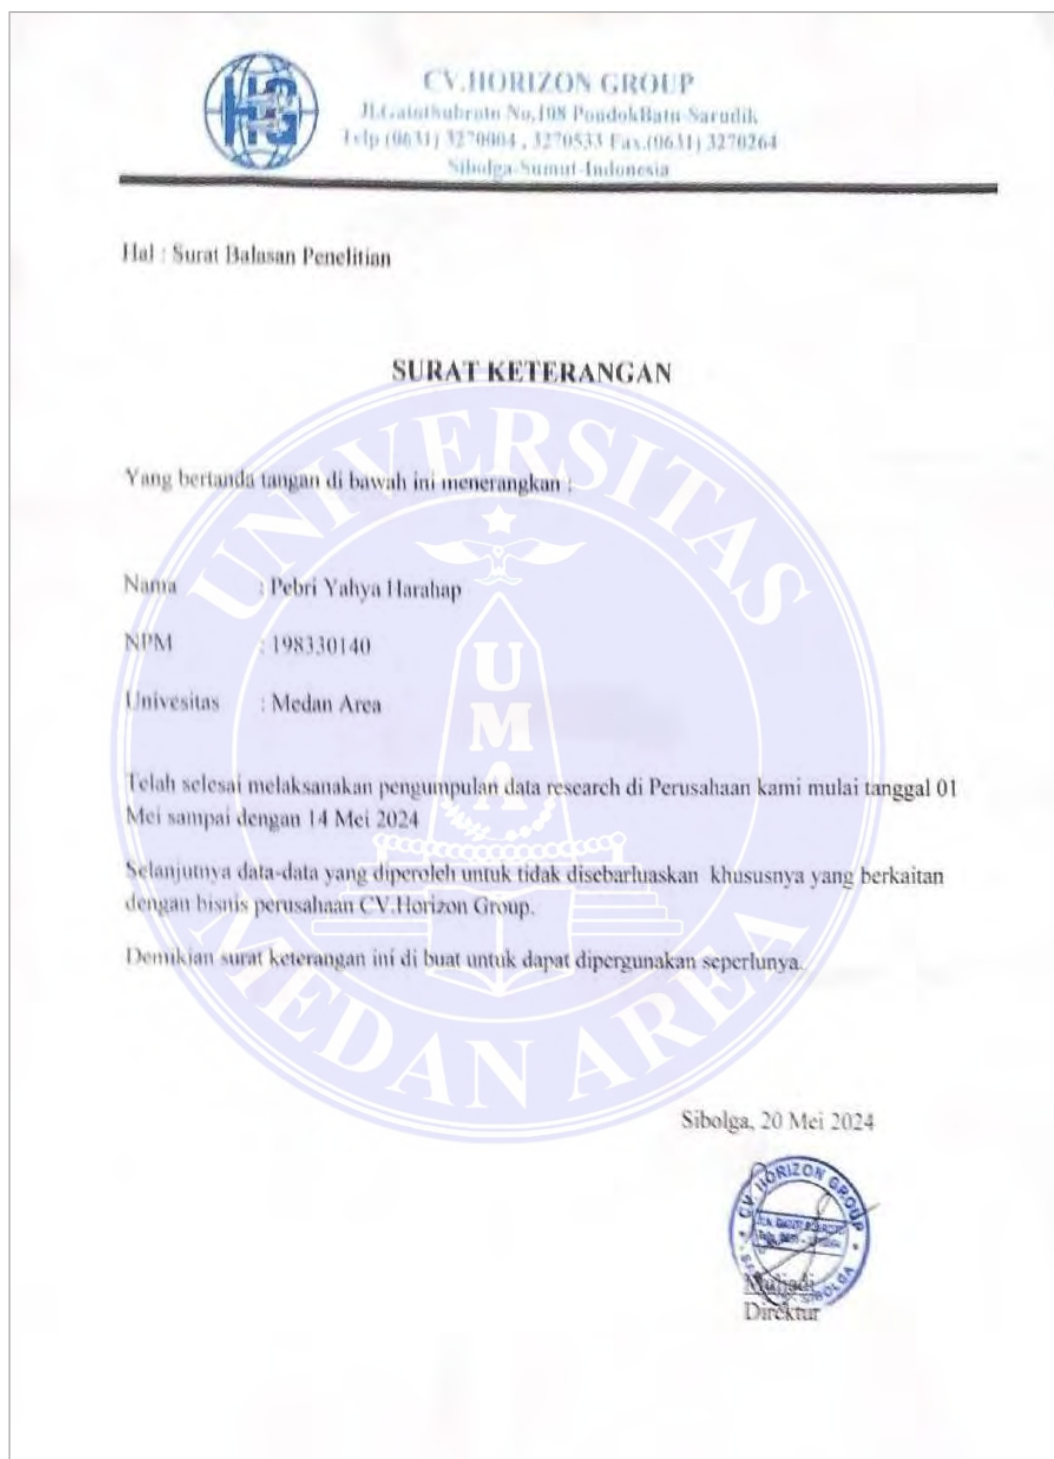 HG
CV.HORIZON GROUP
Jl.GatotSubroto No,108 PondokBatu-Sarudik
Telp (0631) 3270004 , 3270533 Fax.(0631) 3270264
Sibolga-Sumut-Indonesia
Hal : Surat Balasan Penelitian
SURAT KETERANGAN
Yang bertanda tangan di bawah ini menerangkan :
Nama : Pebri Yahya Harahap
NPM : 198330140
Univesitas : Medan Area
Telah selesai melaksanakan pengumpulan data research di Perusahaan kami mulai tanggal 01
Mei sampai dengan 14 Mei 2024
Selanjutnya data-data yang diperoleh untuk tidak disebarluaskan khususnya yang berkaitan
dengan bisnis perusahaan CV.Horizon Group.
Demikian surat keterangan ini di buat untuk dapat dipergunakan seperlunya.
UNIVERSITAS
UMA
MEDAN AREA
Sibolga, 20 Mei 2024
CV. HORIZON GROUP
SIBOLGA
Muljadi
Direktur